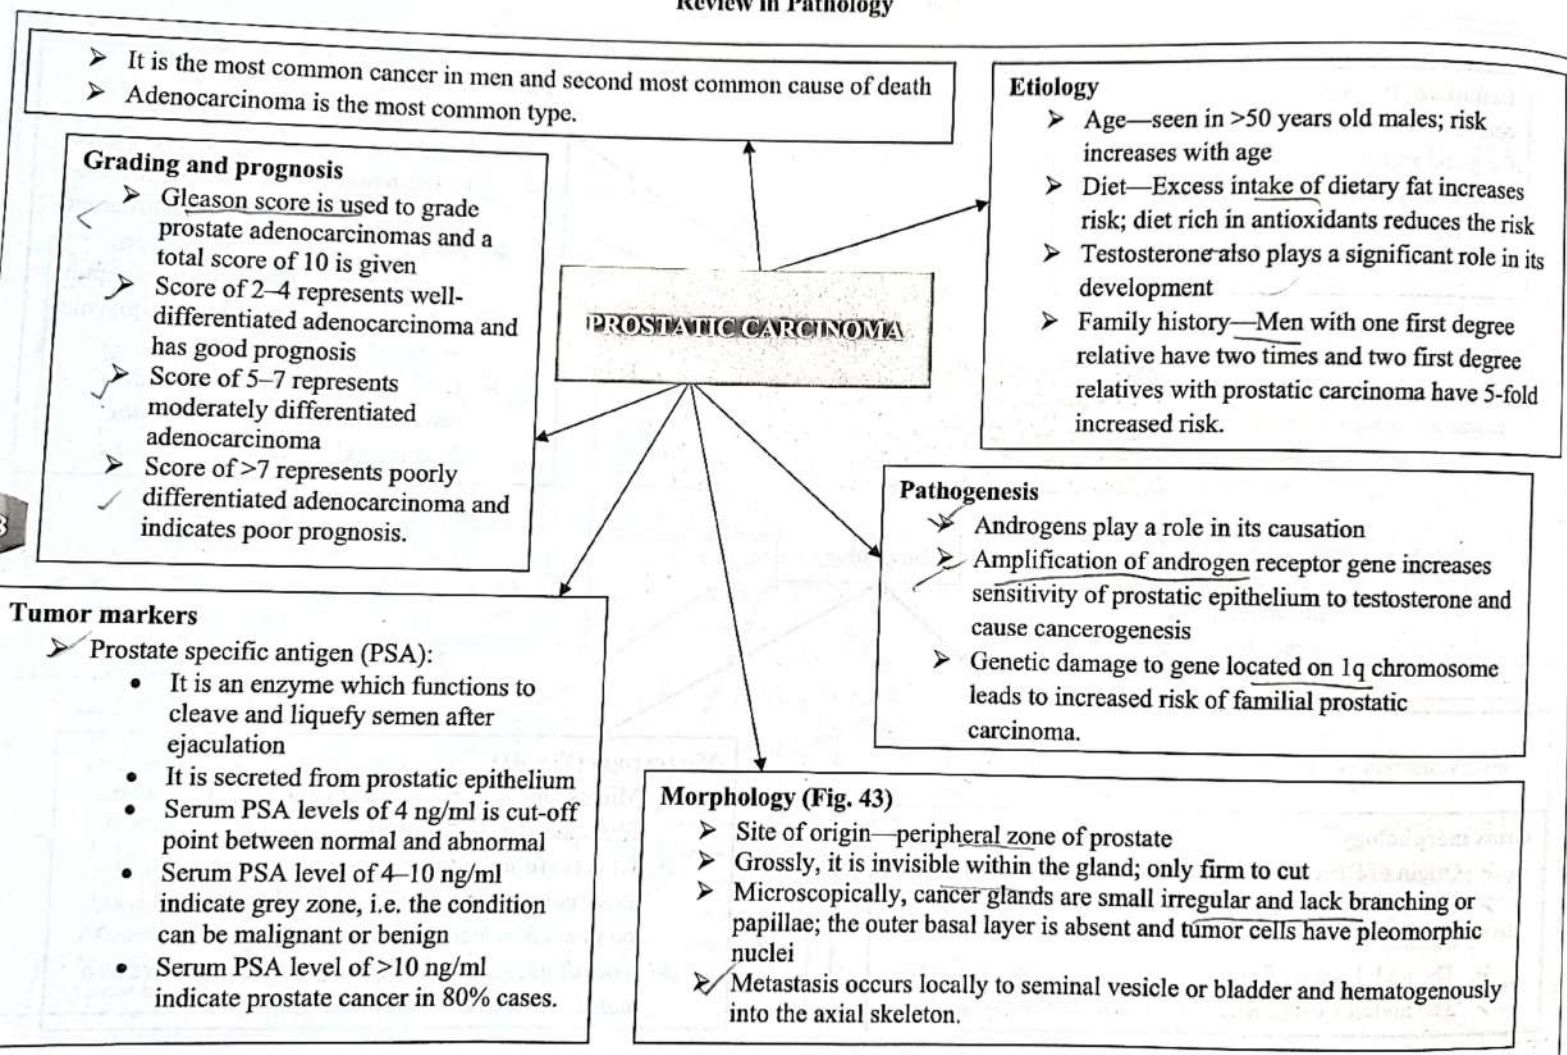 Review in Pathology
➢ It is the most common cancer in men and second most common cause of death
➢ Adenocarcinoma is the most common type.
Grading and prognosis
➢ Gleason score is used to grade
prostate adenocarcinomas and a
total score of 10 is given
➢ Score of 2–4 represents well-
differentiated adenocarcinoma and
has good prognosis
➢ Score of 5–7 represents
moderately differentiated
adenocarcinoma
➢ Score of >7 represents poorly
differentiated adenocarcinoma and
indicates poor prognosis.
PROSTATIC CARCINOMA
Etiology
➢ Age—seen in >50 years old males; risk
increases with age
➢ Diet—Excess intake of dietary fat increases
risk; diet rich in antioxidants reduces the risk
➢ Testosterone also plays a significant role in its
development
➢ Family history—Men with one first degree
relative have two times and two first degree
relatives with prostatic carcinoma have 5-fold
increased risk.
Pathogenesis
➢ Androgens play a role in its causation
➢ Amplification of androgen receptor gene increases
sensitivity of prostatic epithelium to testosterone and
cause cancerogenesis
➢ Genetic damage to gene located on 1q chromosome
leads to increased risk of familial prostatic
carcinoma.
Tumor markers
➢ Prostate specific antigen (PSA):
• It is an enzyme which functions to
cleave and liquefy semen after
ejaculation
• It is secreted from prostatic epithelium
• Serum PSA levels of 4 ng/ml is cut-off
point between normal and abnormal
• Serum PSA level of 4–10 ng/ml
indicate grey zone, i.e. the condition
can be malignant or benign
• Serum PSA level of >10 ng/ml
indicate prostate cancer in 80% cases.
Morphology (Fig. 43)
➢ Site of origin—peripheral zone of prostate
➢ Grossly, it is invisible within the gland; only firm to cut
➢ Microscopically, cancer glands are small irregular and lack branching or
papillae; the outer basal layer is absent and tumor cells have pleomorphic
nuclei
➢ Metastasis occurs locally to seminal vesicle or bladder and hematogenously
into the axial skeleton.